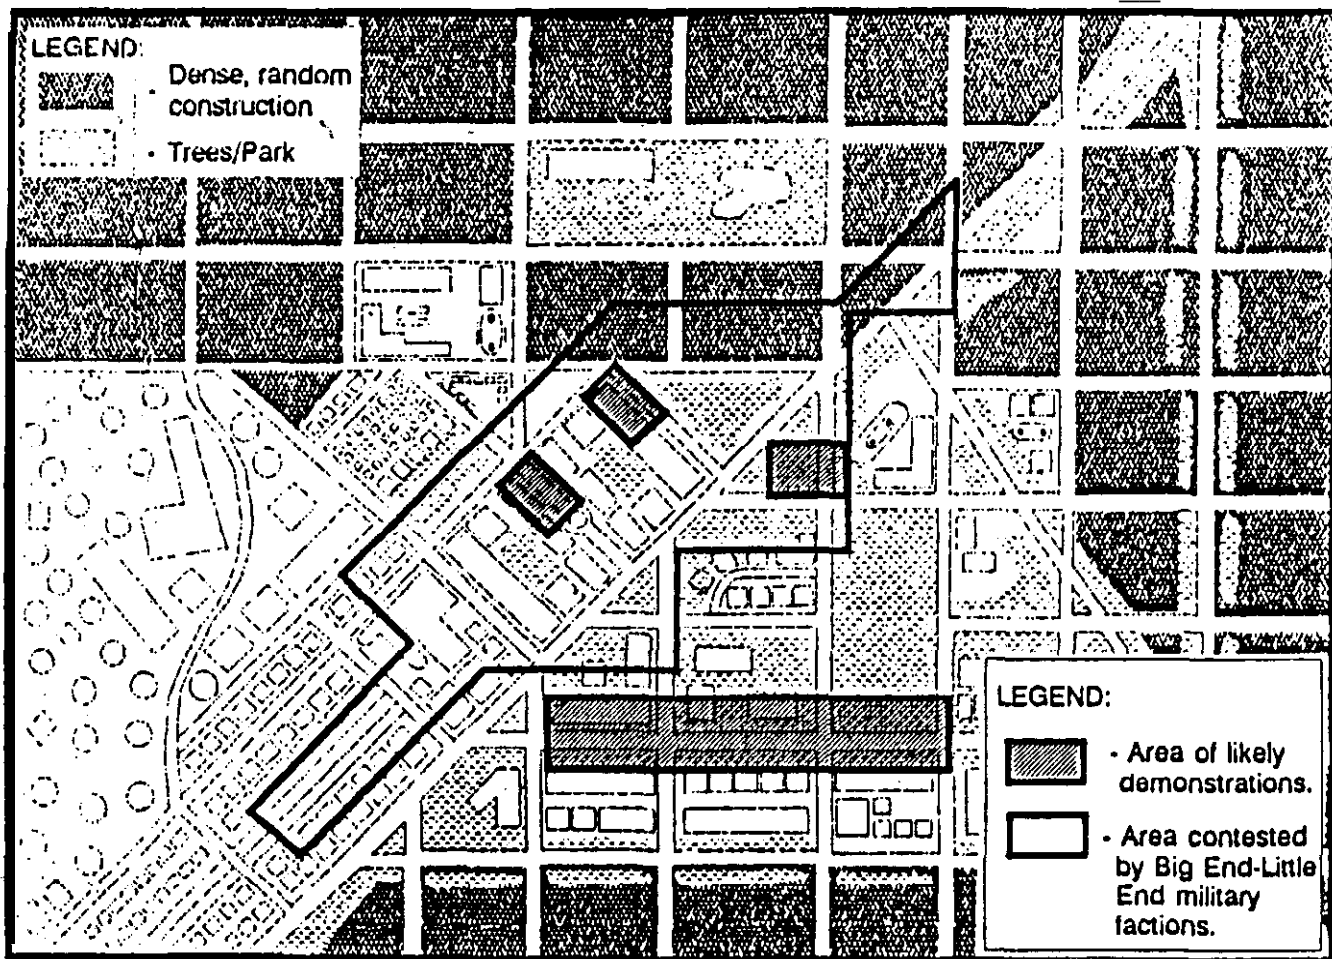 LEGEND:
- Dense, random
construction
- Trees/Park
LEGEND:
- Area of likely
demonstrations.
- Area contested
by Big End-Little
End military
factions.